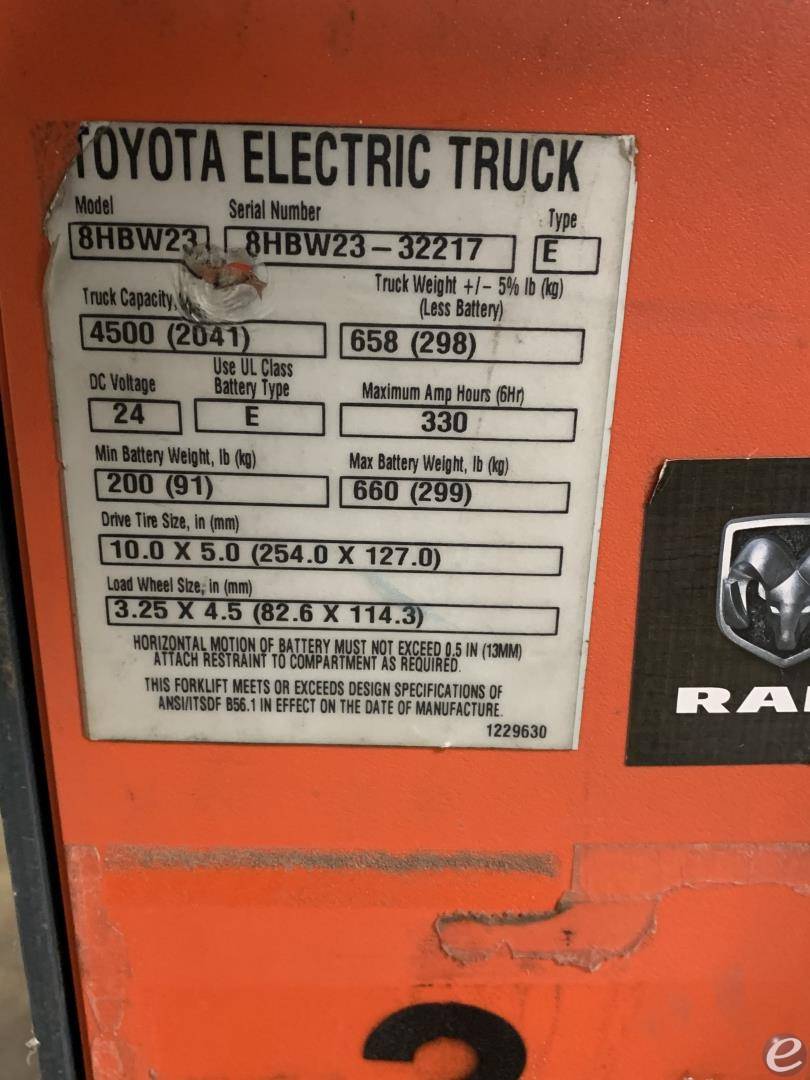 TOYOTA ELECTRIC TRUCK
Model Serial Number Type
8HBW23 8HBW23-32217 E
Truck Capacity, Truck Weight +/- 5% lb (kg)
(Less Battery)
4500 (2041) 658 (298)
DC Voltage Use UL Class Battery Type Maximum Amp Hours (6Hr)
24 E 330
Min Battery Weight, lb (kg) Max Battery Weight, lb (kg)
200 (91) 660 (299)
Drive Tire Size, in (mm)
10.0 X 5.0 (254.0 X 127.0)
Load Wheel Size, in (mm)
3.25 X 4.5 (82.6 X 114.3)
HORIZONTAL MOTION OF BATTERY MUST NOT EXCEED 0.5 IN (13MM)
ATTACH RESTRAINT TO COMPARTMENT AS REQUIRED.
THIS FORKLIFT MEETS OR EXCEEDS DESIGN SPECIFICATIONS OF
ANSI/ITSDF B56.1 IN EFFECT ON THE DATE OF MANUFACTURE.
1229630
RA
e